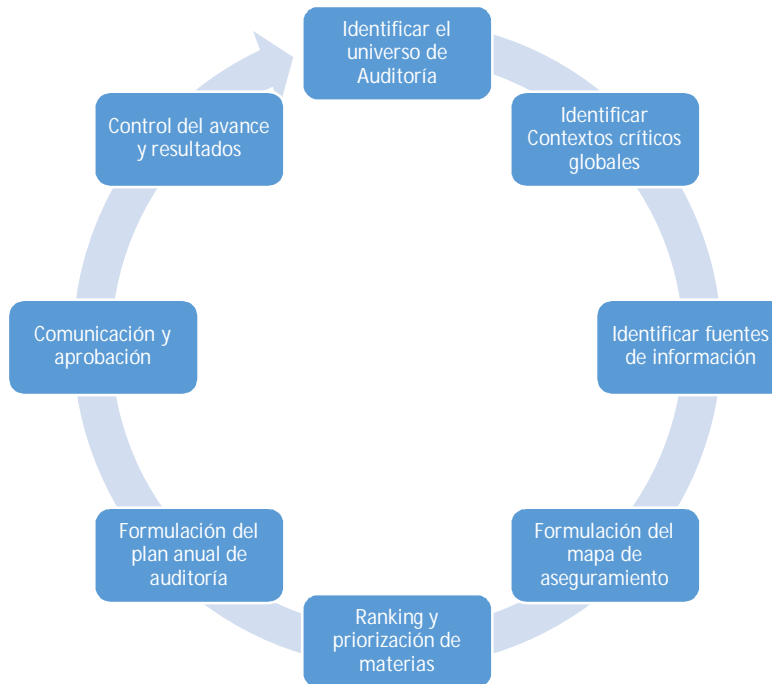 Identificar el
universo de
Auditoría
Identificar
Contextos críticos
globales
Identificar fuentes
de información
Formulación del
mapa de
aseguramiento
Ranking y
priorización de
materias
Formulación del
plan anual de
auditoría
Comunicación y
aprobación
Control del avance
y resultados